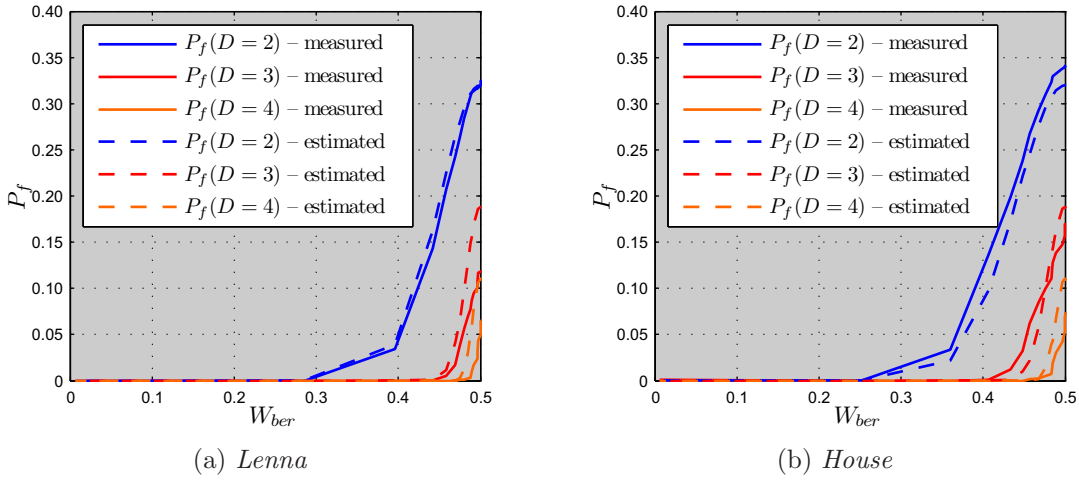 0.40
0.35
0.30
0.25
0.20
0.15
0.10
0.05
0
P_f
P_f(D = 2) – measured
P_f(D = 3) – measured
P_f(D = 4) – measured
P_f(D = 2) – estimated
P_f(D = 3) – estimated
P_f(D = 4) – estimated
0 0.1 0.2 0.3 0.4 0.5
W_ber
(a) Lenna
0.40
0.35
0.30
0.25
0.20
0.15
0.10
0.05
0
P_f
P_f(D = 2) – measured
P_f(D = 3) – measured
P_f(D = 4) – measured
P_f(D = 2) – estimated
P_f(D = 3) – estimated
P_f(D = 4) – estimated
0 0.1 0.2 0.3 0.4 0.5
W_ber
(b) House